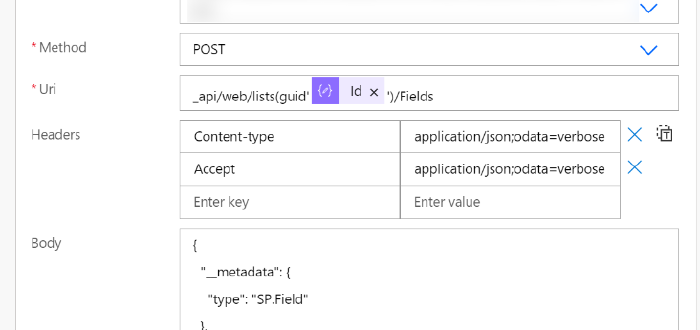 * Method POST
* Uri _api/web/lists(guid' Id × ')/Fields
Headers Content-type application/json;odata=verbose
Accept application/json;odata=verbose
Enter key Enter value
Body {
"__metadata": {
"type": "SP.Field"
},